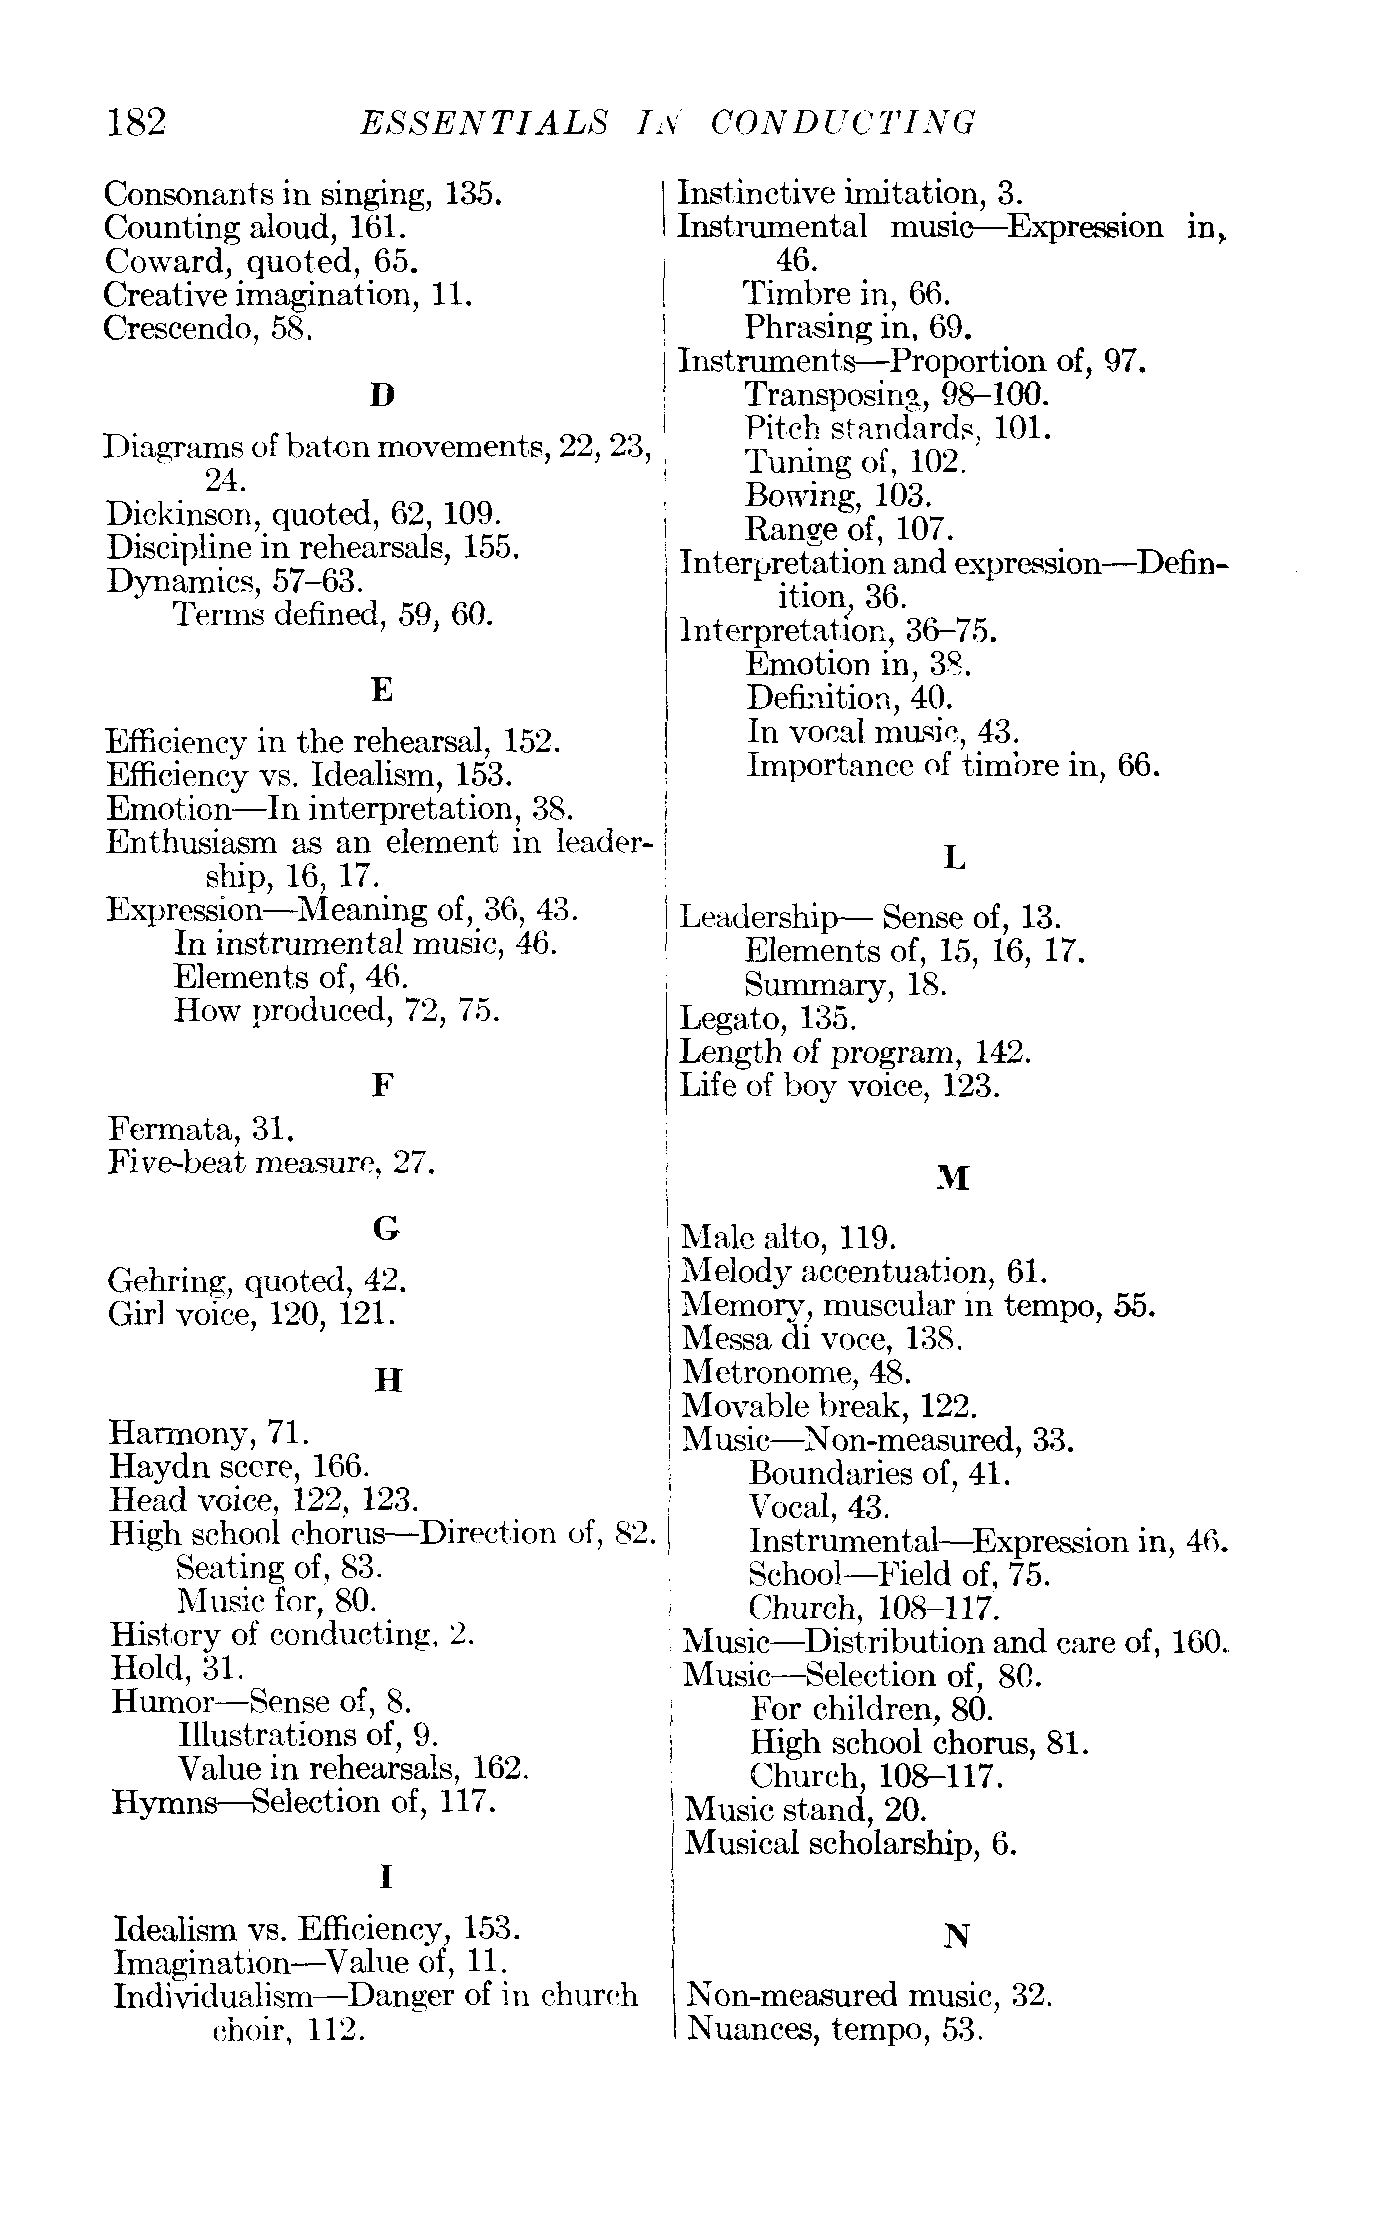 182 ESSENTIALS IN CONDUCTING
Consonants in singing, 135.
Counting aloud, 161.
Coward, quoted, 65.
Creative imagination, 11.
Crescendo, 58.
D
Diagrams of baton movements, 22, 23,
24.
Dickinson, quoted, 62, 109.
Discipline in rehearsals, 155.
Dynamics, 57–63.
Terms defined, 59, 60.
E
Efficiency in the rehearsal, 152.
Efficiency vs. Idealism, 153.
Emotion—In interpretation, 38.
Enthusiasm as an element in leader-
ship, 16, 17.
Expression—Meaning of, 36, 43.
In instrumental music, 46.
Elements of, 46.
How produced, 72, 75.
F
Fermata, 31.
Five-beat measure, 27.
G
Gehring, quoted, 42.
Girl voice, 120, 121.
H
Harmony, 71.
Haydn score, 166.
Head voice, 122, 123.
High school chorus—Direction of, 82.
Seating of, 83.
Music for, 80.
History of conducting, 2.
Hold, 31.
Humor—Sense of, 8.
Illustrations of, 9.
Value in rehearsals, 162.
Hymns—Selection of, 117.
I
Idealism vs. Efficiency, 153.
Imagination—Value of, 11.
Individualism—Danger of in church
choir, 112.
Instinctive imitation, 3.
Instrumental music—Expression in,
46.
Timbre in, 66.
Phrasing in, 69.
Instruments—Proportion of, 97.
Transposing, 98–100.
Pitch standards, 101.
Tuning of, 102.
Bowing, 103.
Range of, 107.
Interpretation and expression—Defin-
ition, 36.
Interpretation, 36–75.
Emotion in, 38.
Definition, 40.
In vocal music, 43.
Importance of timbre in, 66.
L
Leadership— Sense of, 13.
Elements of, 15, 16, 17.
Summary, 18.
Legato, 135.
Length of program, 142.
Life of boy voice, 123.
M
Male alto, 119.
Melody accentuation, 61.
Memory, muscular in tempo, 55.
Messa di voce, 138.
Metronome, 48.
Movable break, 122.
Music—Non-measured, 33.
Boundaries of, 41.
Vocal, 43.
Instrumental—Expression in, 46.
School—Field of, 75.
Church, 108–117.
Music—Distribution and care of, 160.
Music—Selection of, 80.
For children, 80.
High school chorus, 81.
Church, 108–117.
Music stand, 20.
Musical scholarship, 6.
N
Non-measured music, 32.
Nuances, tempo, 53.